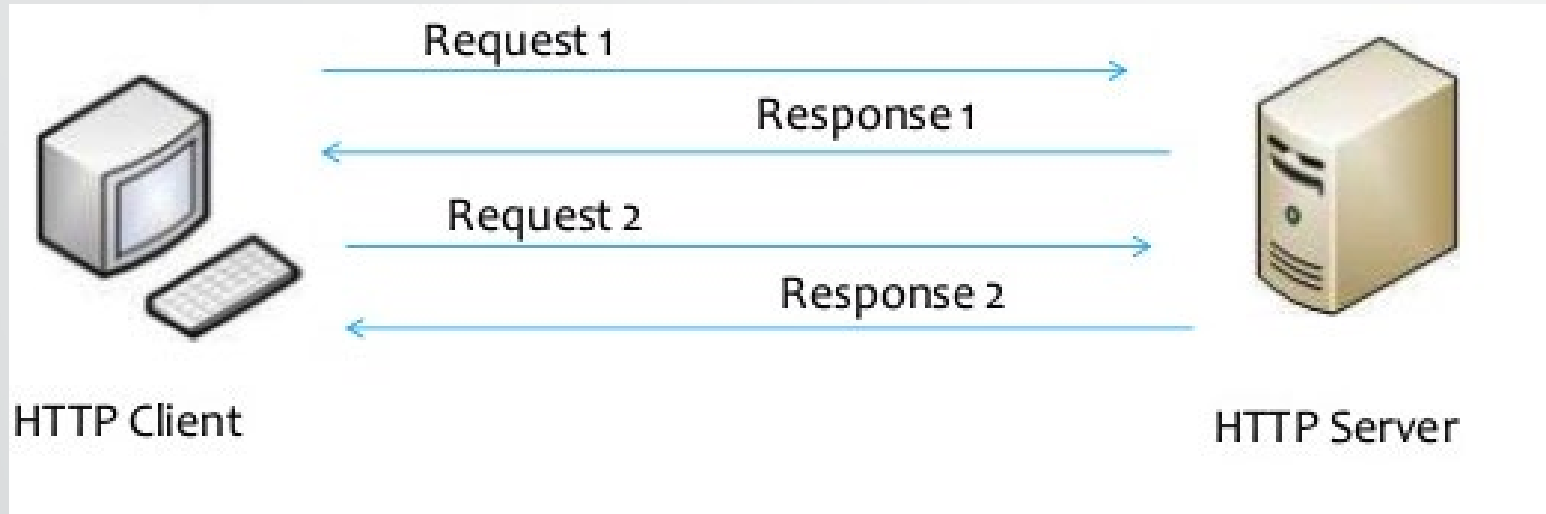 Request 1
Response 1
Request 2
Response 2
HTTP Client
HTTP Server